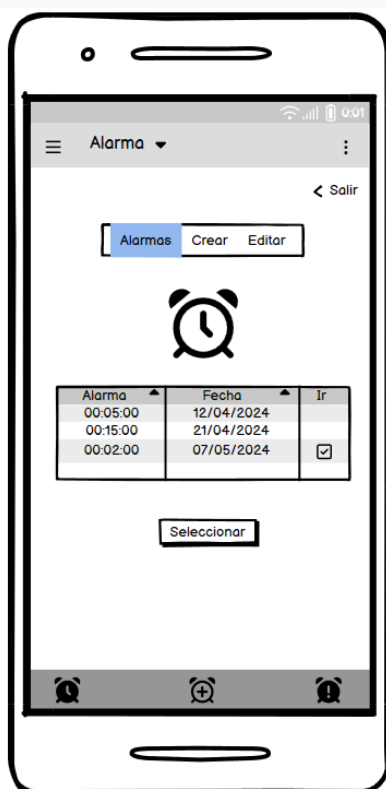 0:01
Alarma
Salir
Alarmas Crear Editar
Alarma Fecha Ir
00:05:00 12/04/2024
00:15:00 21/04/2024
00:02:00 07/05/2024
Seleccionar